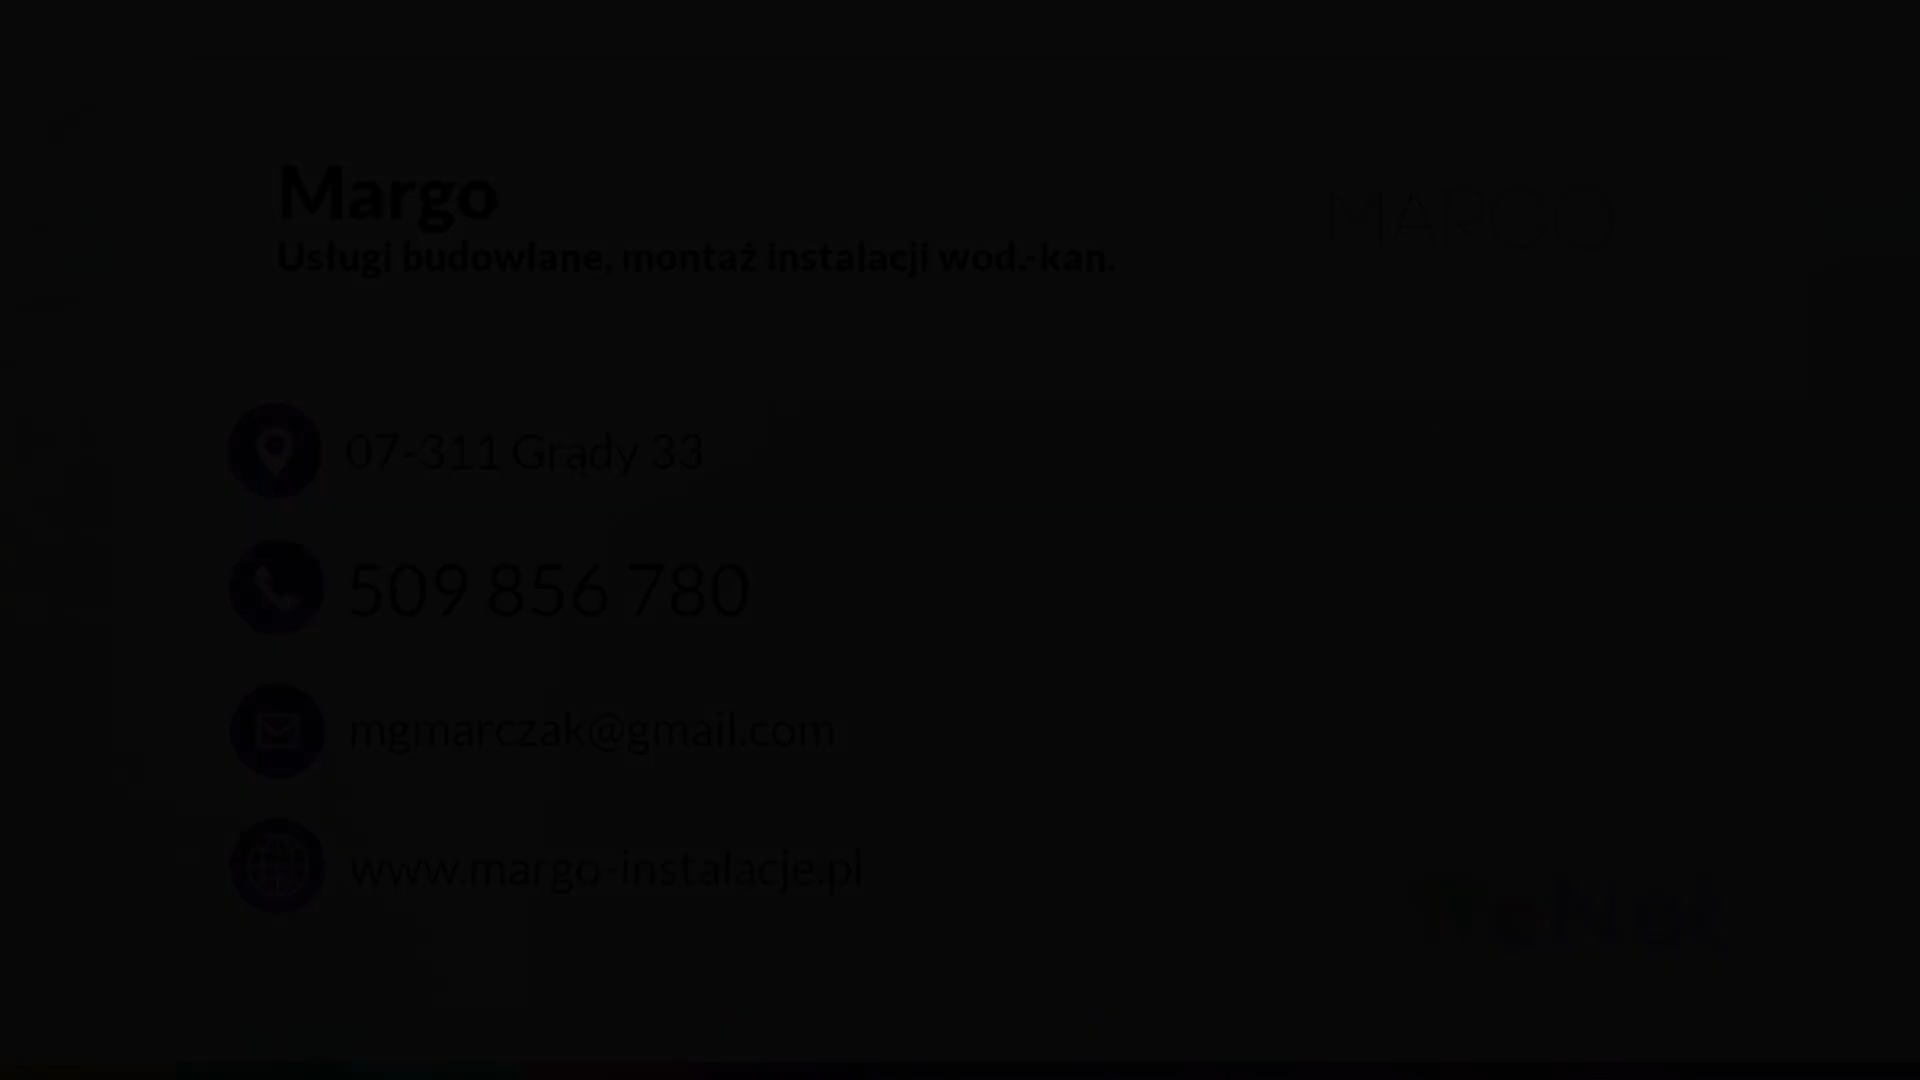 Margo
Usługi budowlane, montaż instalacji wod.-kan.
MARGO
07-311 Grądy 33
509 856 780
mgmarczak@gmail.com
www.margo-instalacje.pl